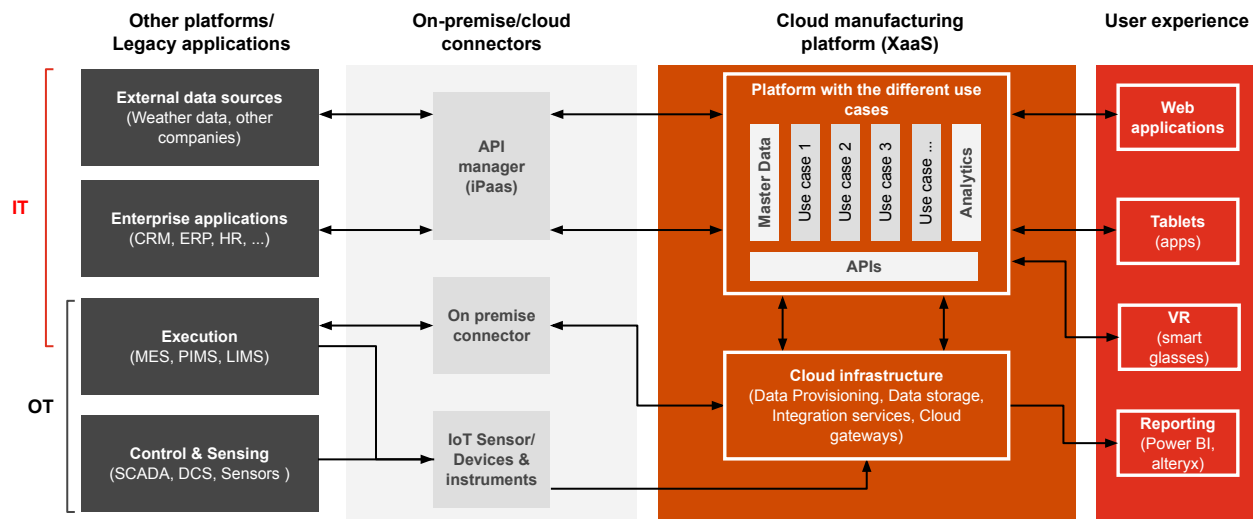 Other platforms/
Legacy applications
On-premise/cloud
connectors
Cloud manufacturing
platform (XaaS)
User experience
IT
OT
External data sources
(Weather data, other
companies)
Enterprise applications
(CRM, ERP, HR, ...)
Execution
(MES, PIMS, LIMS)
Control & Sensing
(SCADA, DCS, Sensors )
API
manager
(iPaas)
On premise
connector
IoT Sensor/
Devices &
instruments
Platform with the different use
cases
Master Data
Use case 1
Use case 2
Use case 3
Use case ...
Analytics
APIs
Cloud infrastructure
(Data Provisioning, Data storage,
Integration services, Cloud
gateways)
Web
applications
Tablets
(apps)
VR
(smart
glasses)
Reporting
(Power BI,
alteryx)